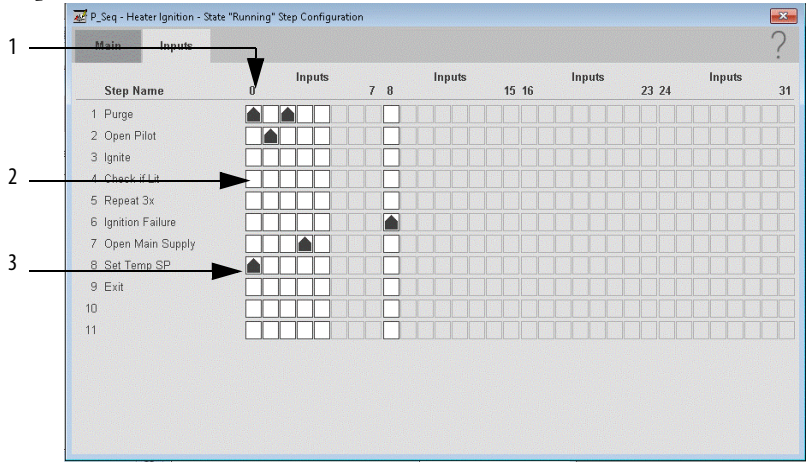 P_Seq - Heater Ignition - State "Running" Step Configuration
Main Inputs ?
1
Inputs Inputs Inputs Inputs
Step Name 0 7 8 15 16 23 24 31
1 Purge
2 Open Pilot
3 Ignite
2
4 Check if Lit
5 Repeat 3x
6 Ignition Failure
7 Open Main Supply
3
8 Set Temp SP
9 Exit
10
11